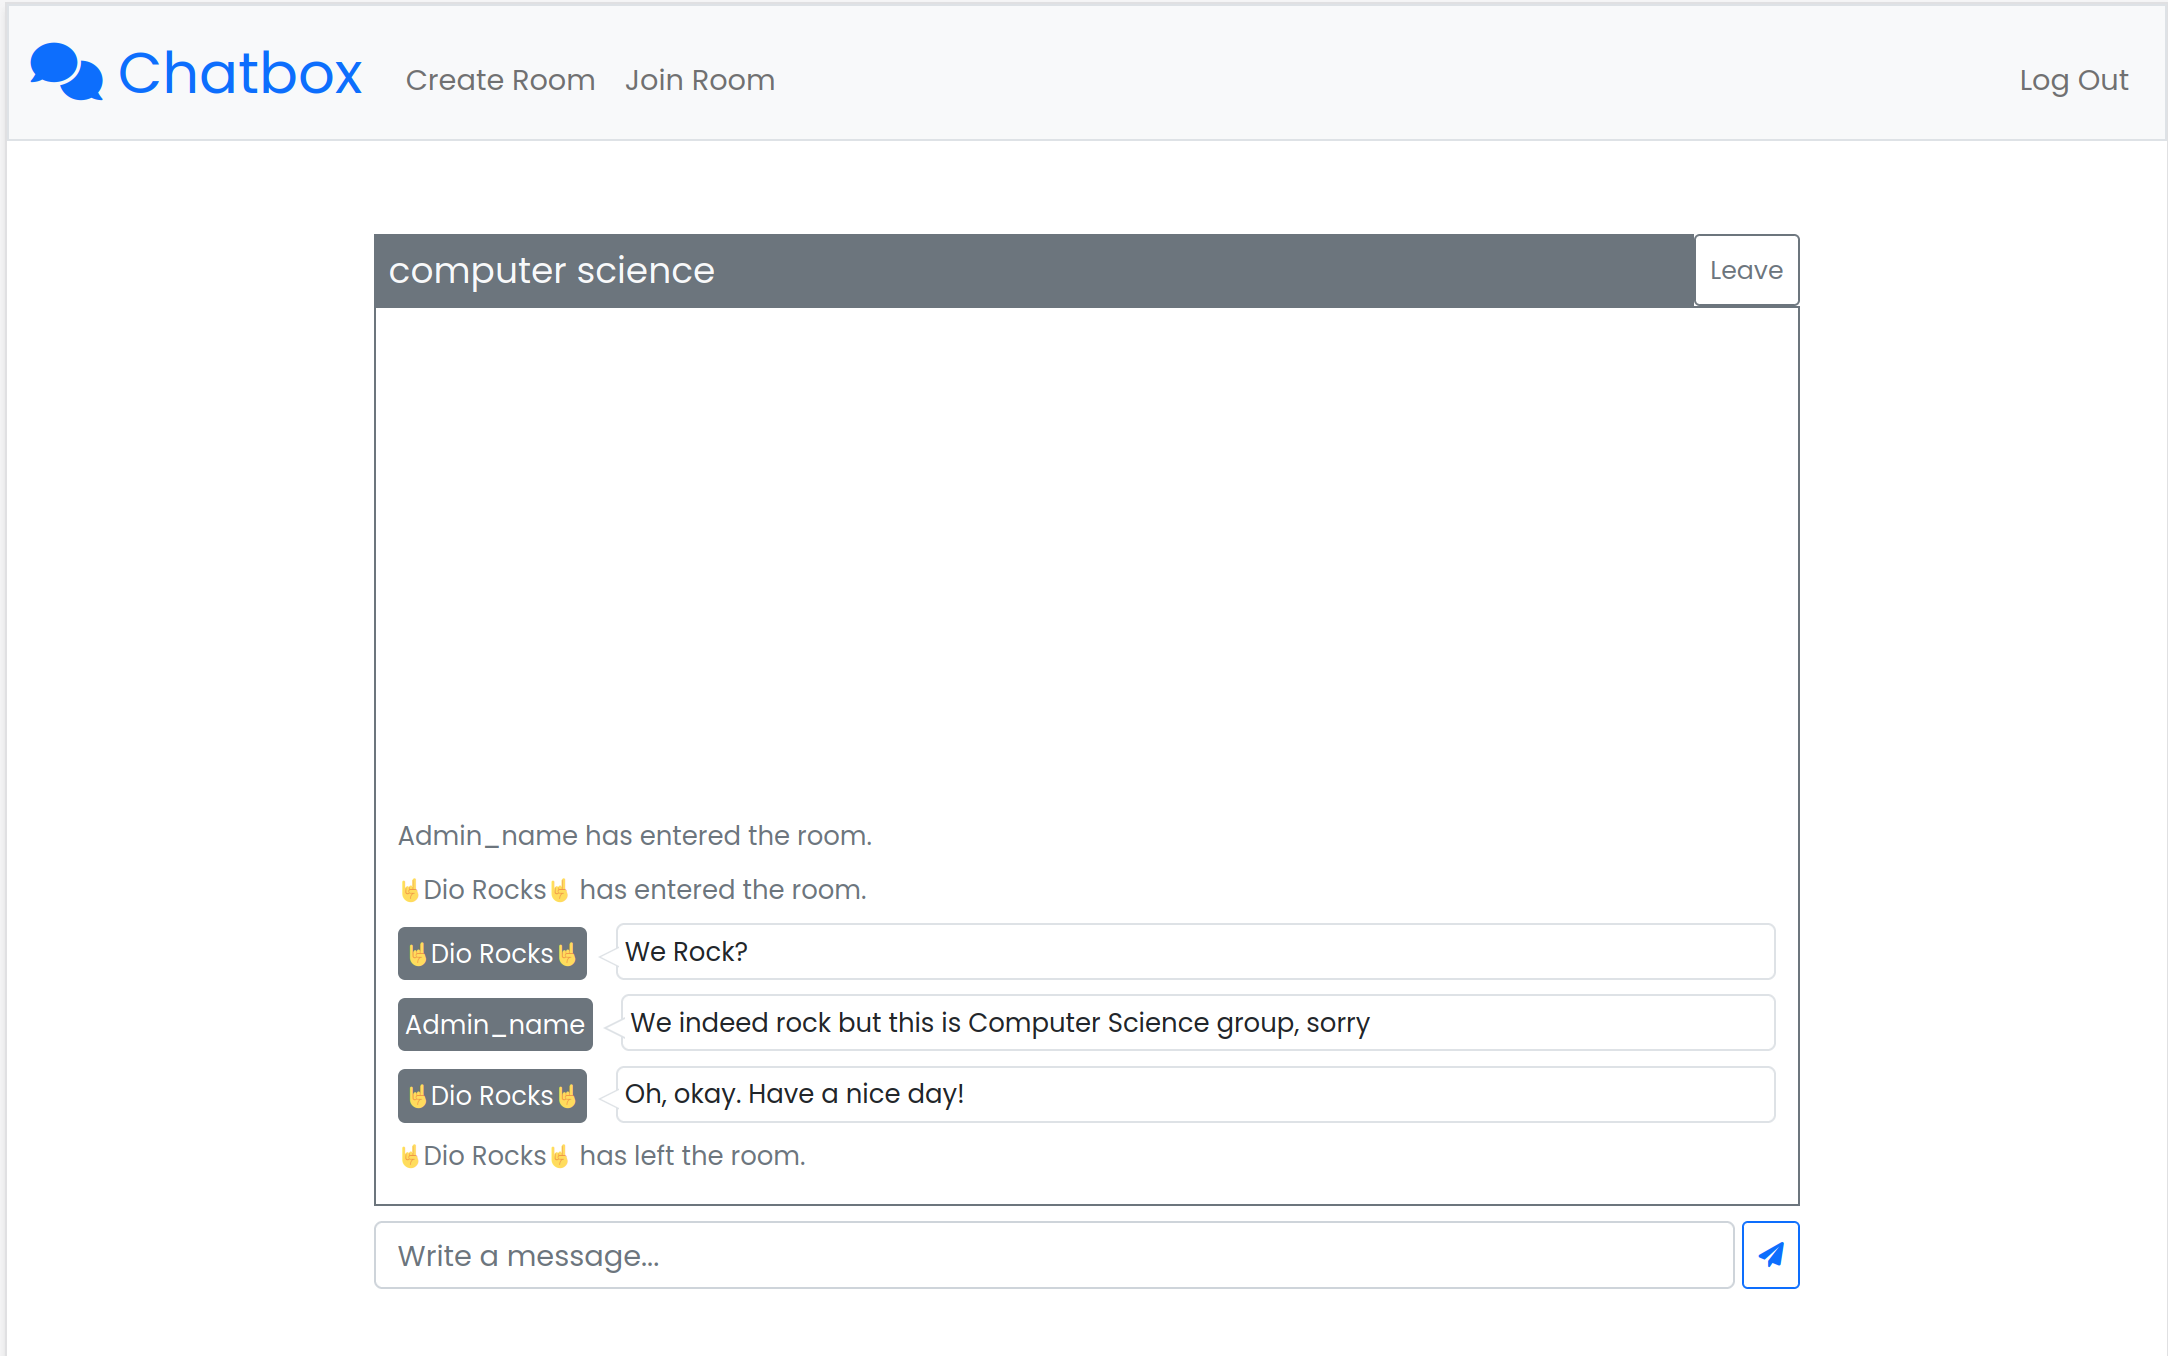 Chatbox Create Room Join Room Log Out
computer science Leave
Admin_name has entered the room.
🤘Dio Rocks🤘 has entered the room.
🤘Dio Rocks🤘 We Rock?
Admin_name We indeed rock but this is Computer Science group, sorry
🤘Dio Rocks🤘 Oh, okay. Have a nice day!
🤘Dio Rocks🤘 has left the room.
Write a message...